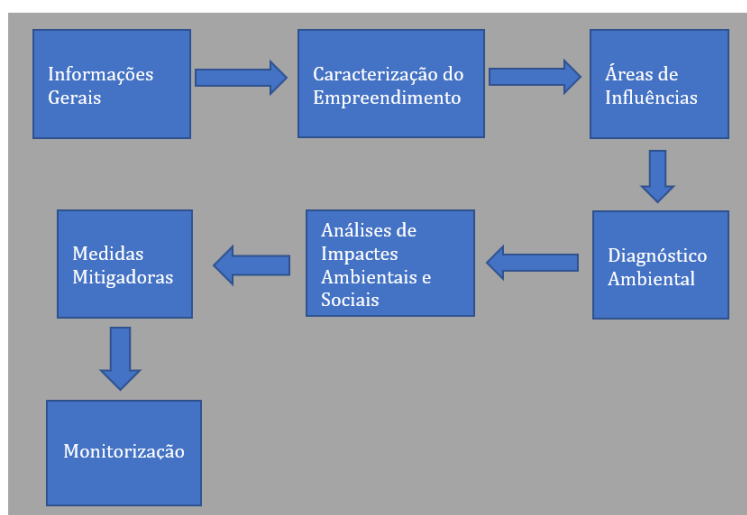 Informações
Gerais
Caracterização do
Empreendimento
Áreas de
Influências
Diagnóstico
Ambiental
Análises de
Impactes
Ambientais e
Sociais
Medidas
Mitigadoras
Monitorização